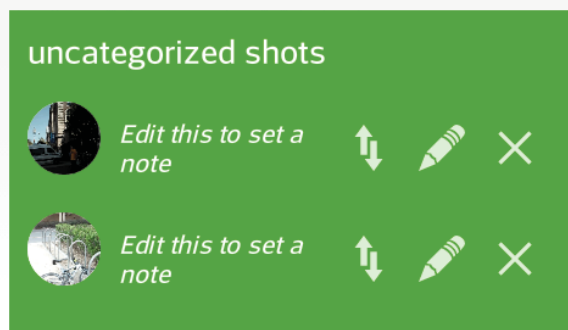 uncategorized shots
Edit this to set a
note
Edit this to set a
note